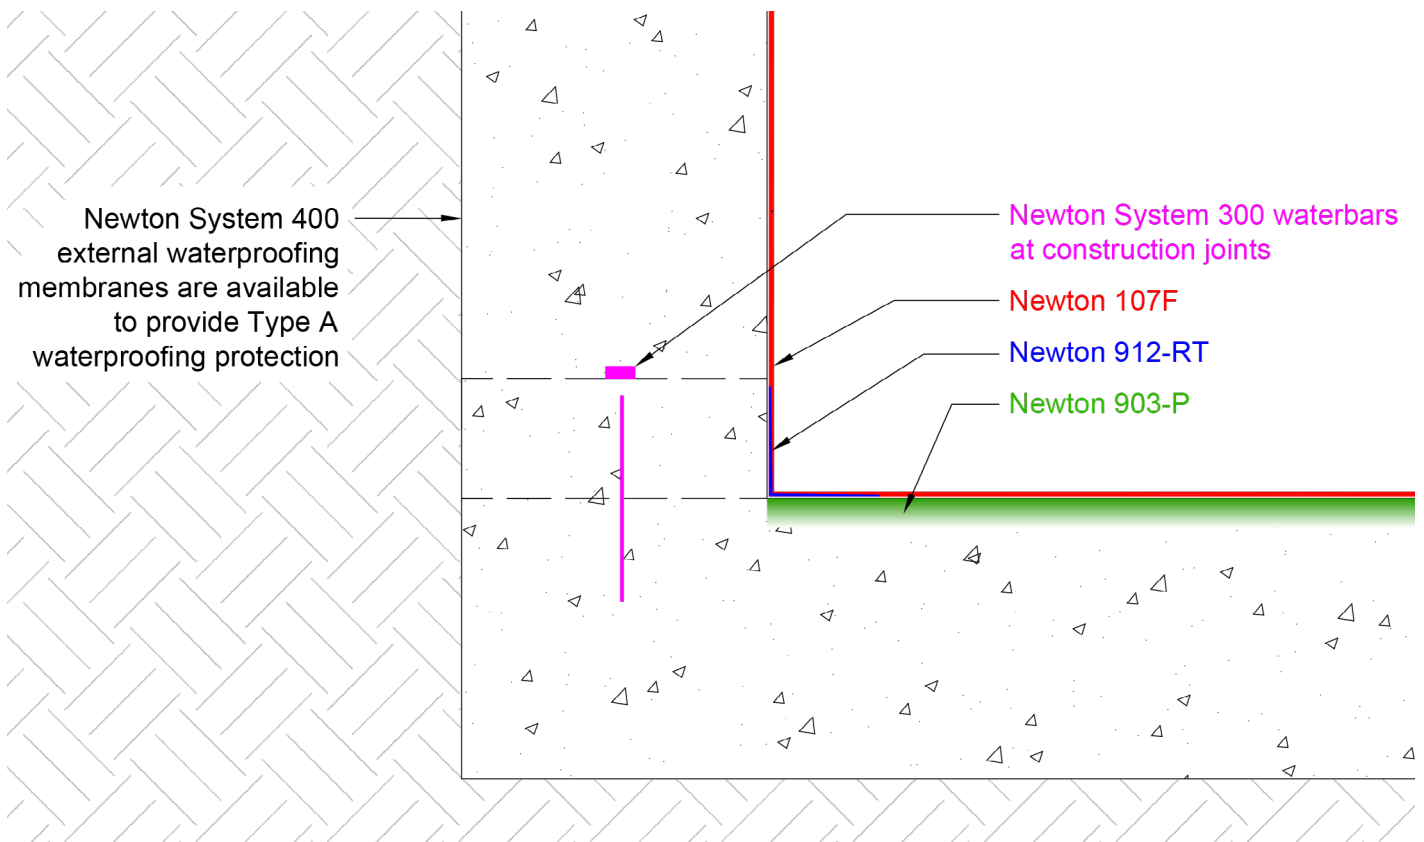 Newton System 400
external waterproofing
membranes are available
to provide Type A
waterproofing protection
Newton System 300 waterbars
at construction joints
Newton 107F
Newton 912-RT
Newton 903-P